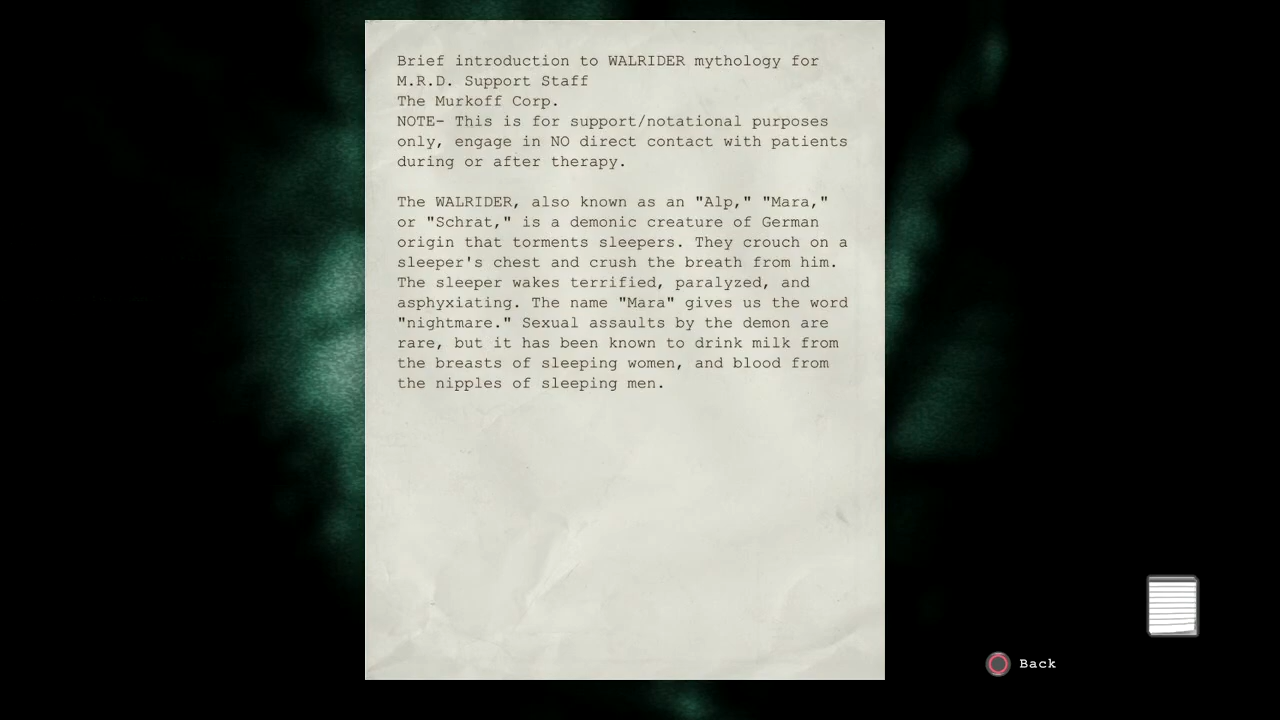 Brief introduction to WALRIDER mythology for
M.R.D. Support Staff
The Murkoff Corp.
NOTE- This is for support/notational purposes
only, engage in NO direct contact with patients
during or after therapy.
The WALRIDER, also known as an "Alp," "Mara,"
or "Schrat," is a demonic creature of German
origin that torments sleepers. They crouch on a
sleeper's chest and crush the breath from him.
The sleeper wakes terrified, paralyzed, and
asphyxiating. The name "Mara" gives us the word
"nightmare." Sexual assaults by the demon are
rare, but it has been known to drink milk from
the breasts of sleeping women, and blood from
the nipples of sleeping men.
Back